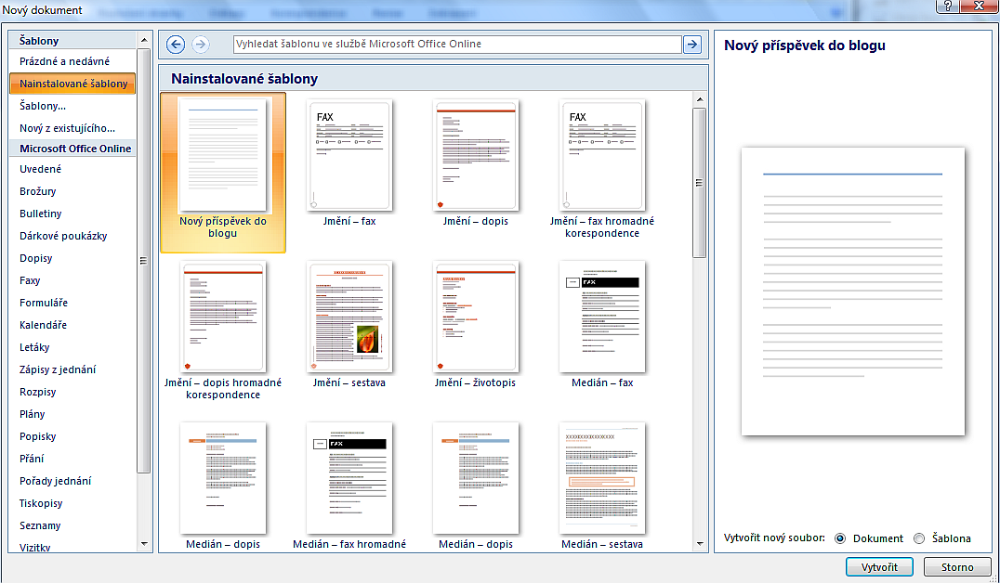 Nový dokument
Šablony
Prázdné a nedávné
Nainstalované šablony
Šablony...
Nový z existujícího...
Microsoft Office Online
Uvedené
Brožury
Bulletiny
Dárkové poukázky
Dopisy
Faxy
Formuláře
Kalendáře
Letáky
Zápisy z jednání
Rozpisy
Plány
Popisky
Přání
Pořady jednání
Tiskopisy
Seznamy
Vizitky
Vyhledat šablonu ve službě Microsoft Office Online
Nainstalované šablony
FAX
FAX
Nový příspěvek do
blogu
Jmění – fax
Jmění – dopis
Jmění – fax hromadné
korespondence
FAX
Jmění – dopis hromadné
korespondence
Jmění – sestava
Jmění – životopis
Medián – fax
FAX
Medián – dopis
Medián – fax hromadné
Medián – dopis
Medián – sestava
Nový příspěvek do blogu
Vytvořit nový soubor:
Dokument
Šablona
Vytvořit
Storno